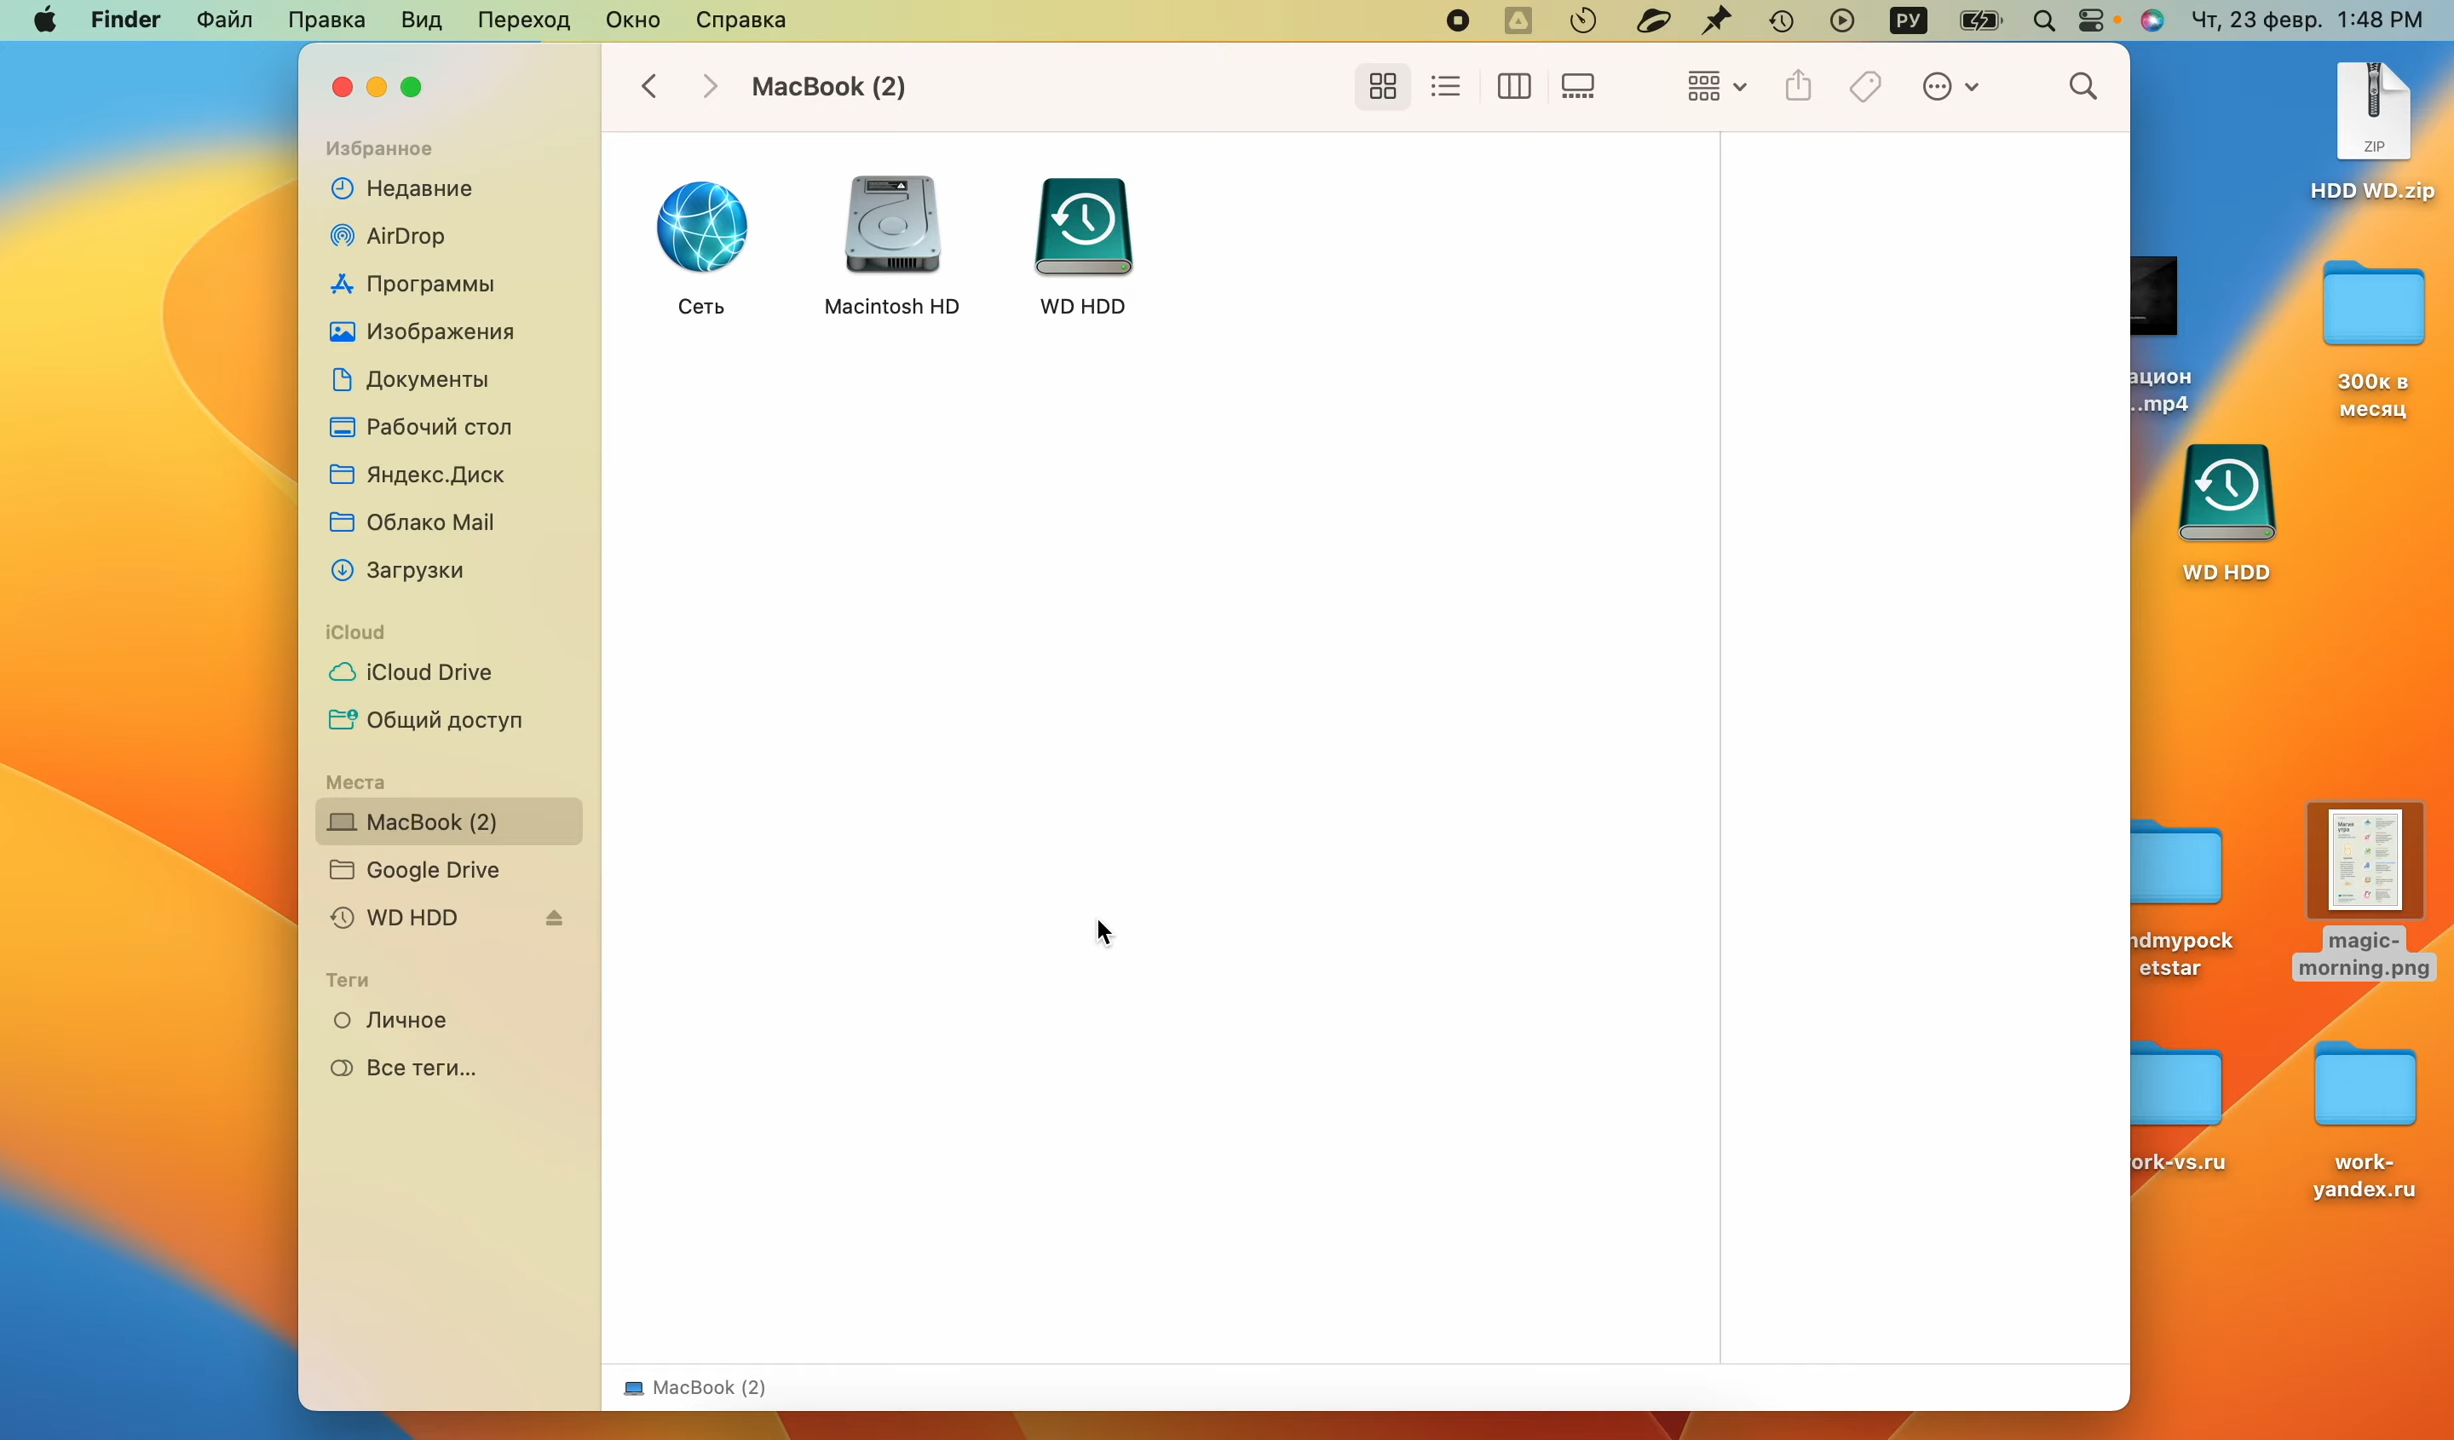 Finder Файл Правка Вид Переход Окно Справка РУ Чт, 23 февр. 1:48 PM
MacBook (2)
Избранное
Недавние
AirDrop
Программы
Изображения
Документы
Рабочий стол
Яндекс.Диск
Облако Mail
Загрузки
iCloud
iCloud Drive
Общий доступ
Места
MacBook (2)
Google Drive
WD HDD
Теги
Личное
Все теги...
Сеть
Macintosh HD
WD HDD
MacBook (2)
ZIP
HDD WD.zip
ацион
..mp4
300к в
месяц
WD HDD
ndmypock
etstar
magic-
morning.png
ork-vs.ru
work-
yandex.ru